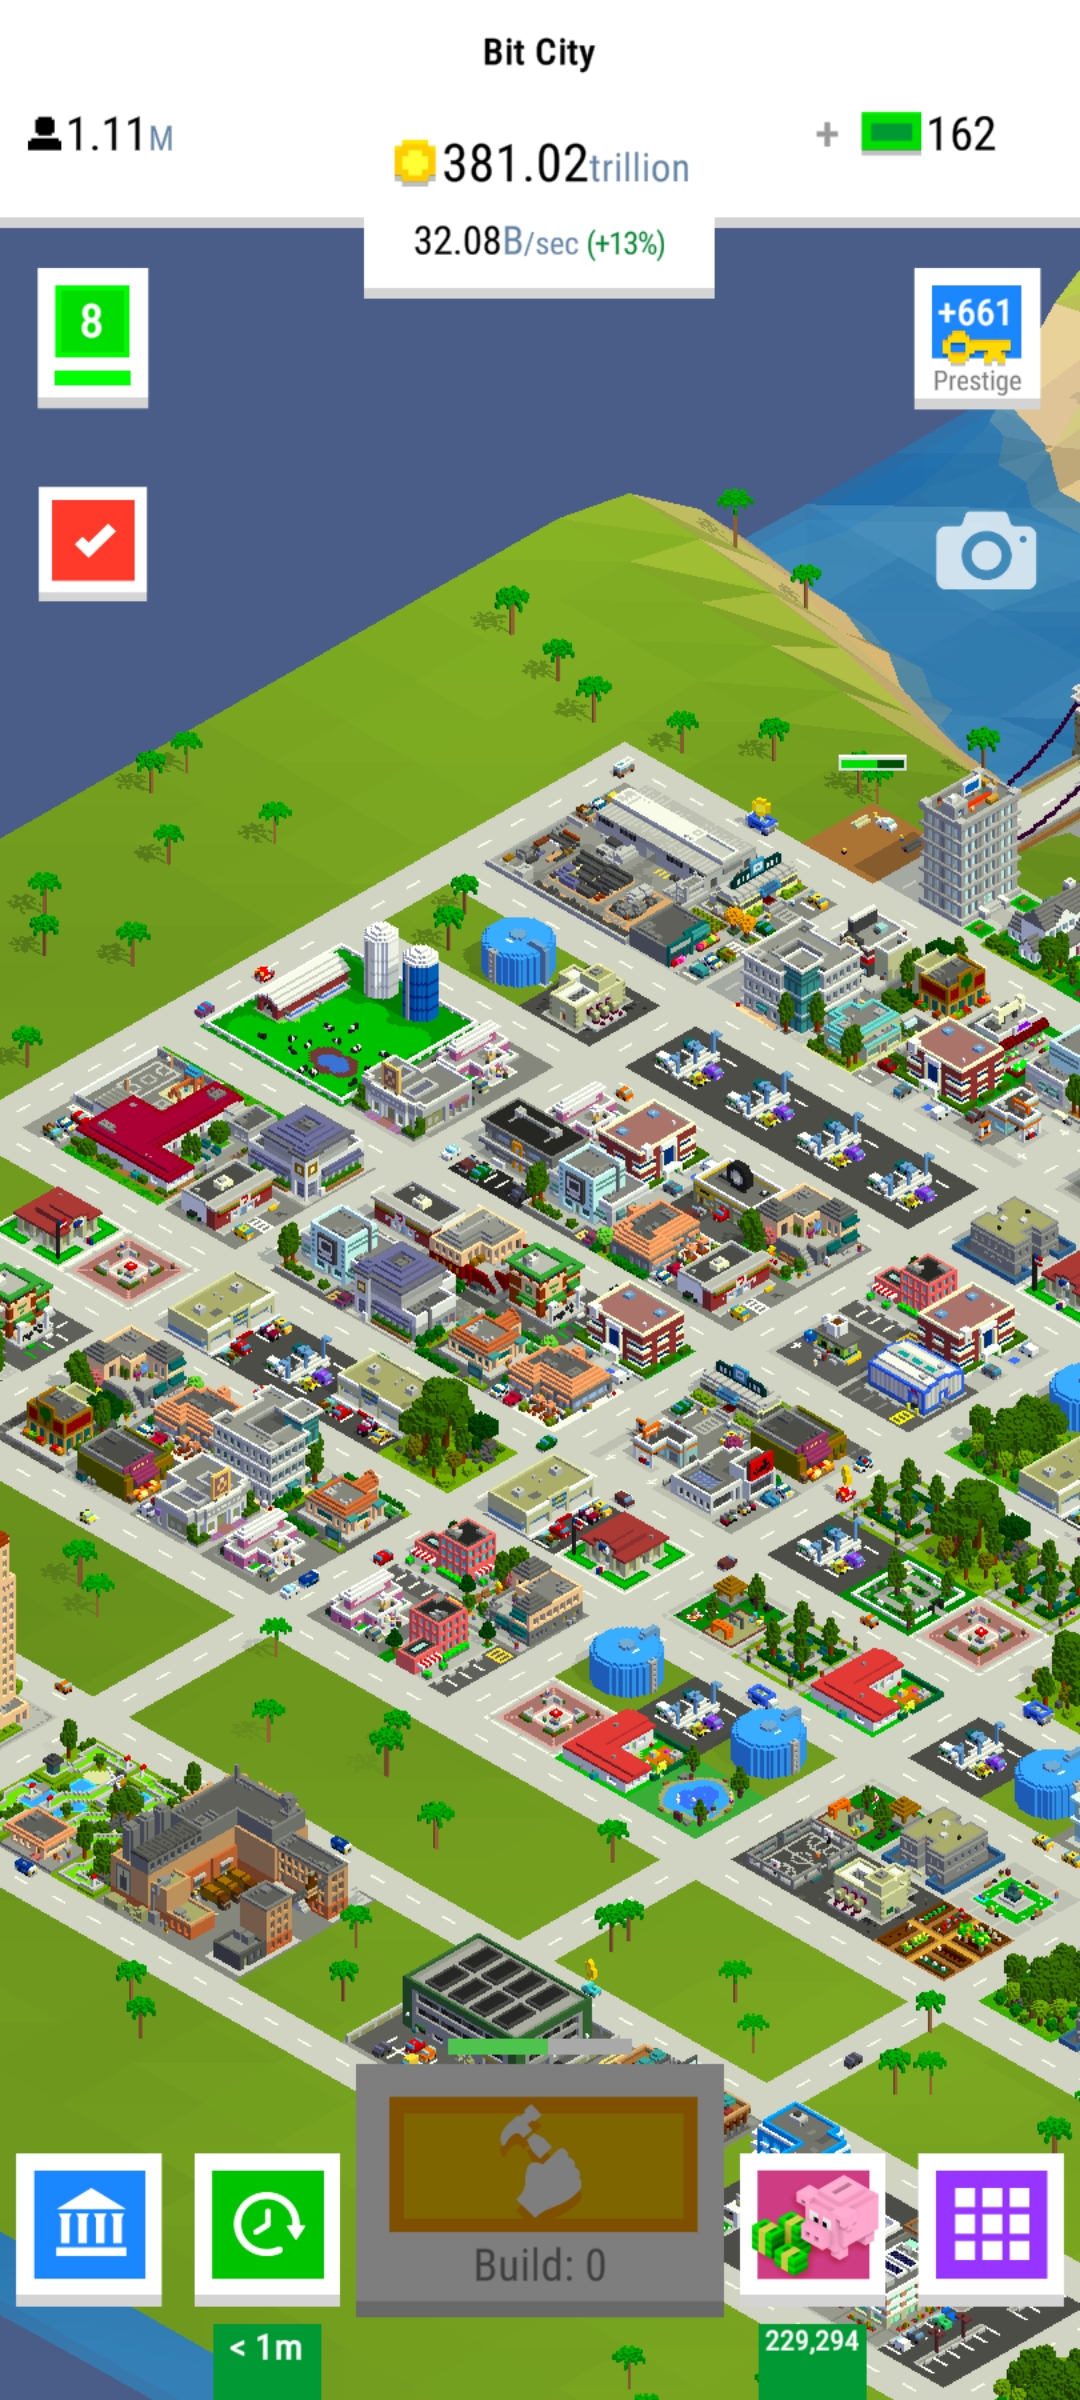 Bit City
1.11M
381.02trillion
+ 162
32.08B/sec (+13%)
8
+661
Prestige
Build: 0
< 1m
229,294